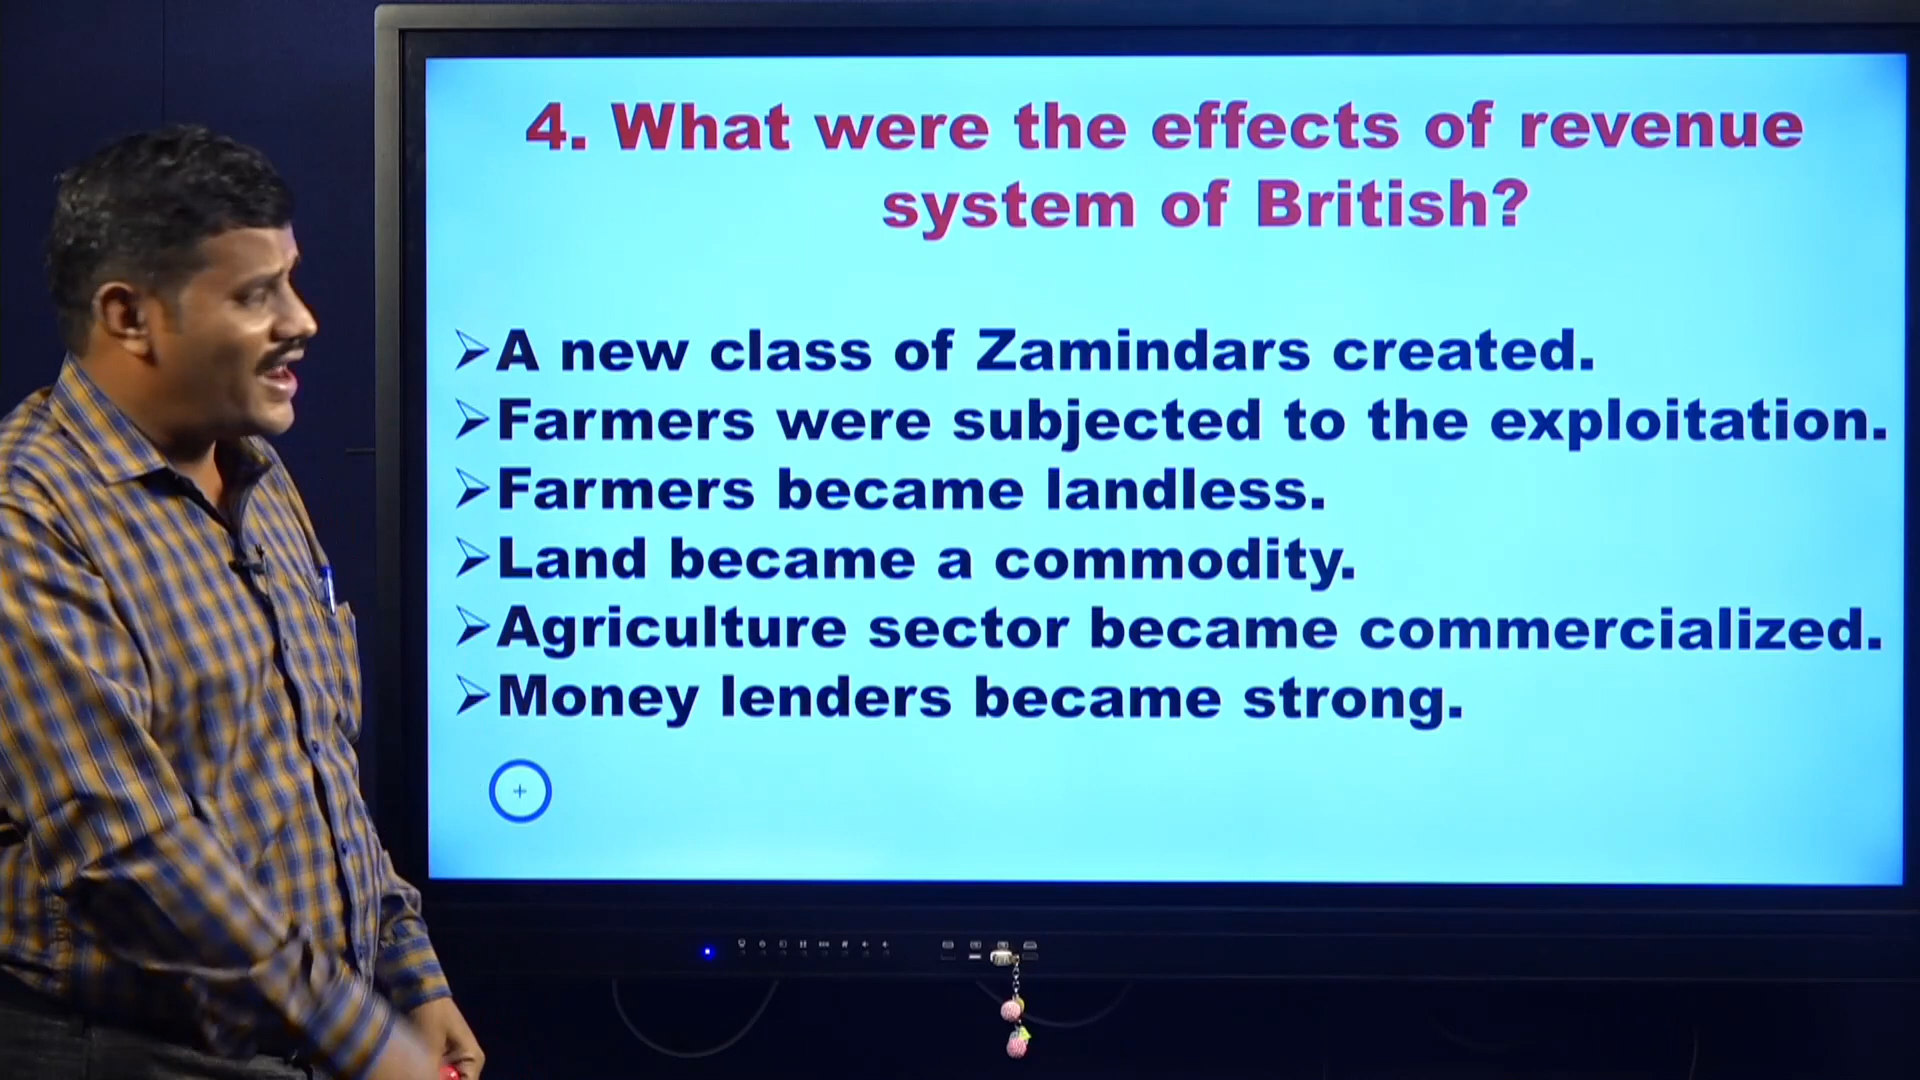 4. What were the effects of revenue
system of British?
➢A new class of Zamindars created.
➢Farmers were subjected to the exploitation.
➢Farmers became landless.
➢Land became a commodity.
➢Agriculture sector became commercialized.
➢Money lenders became strong.